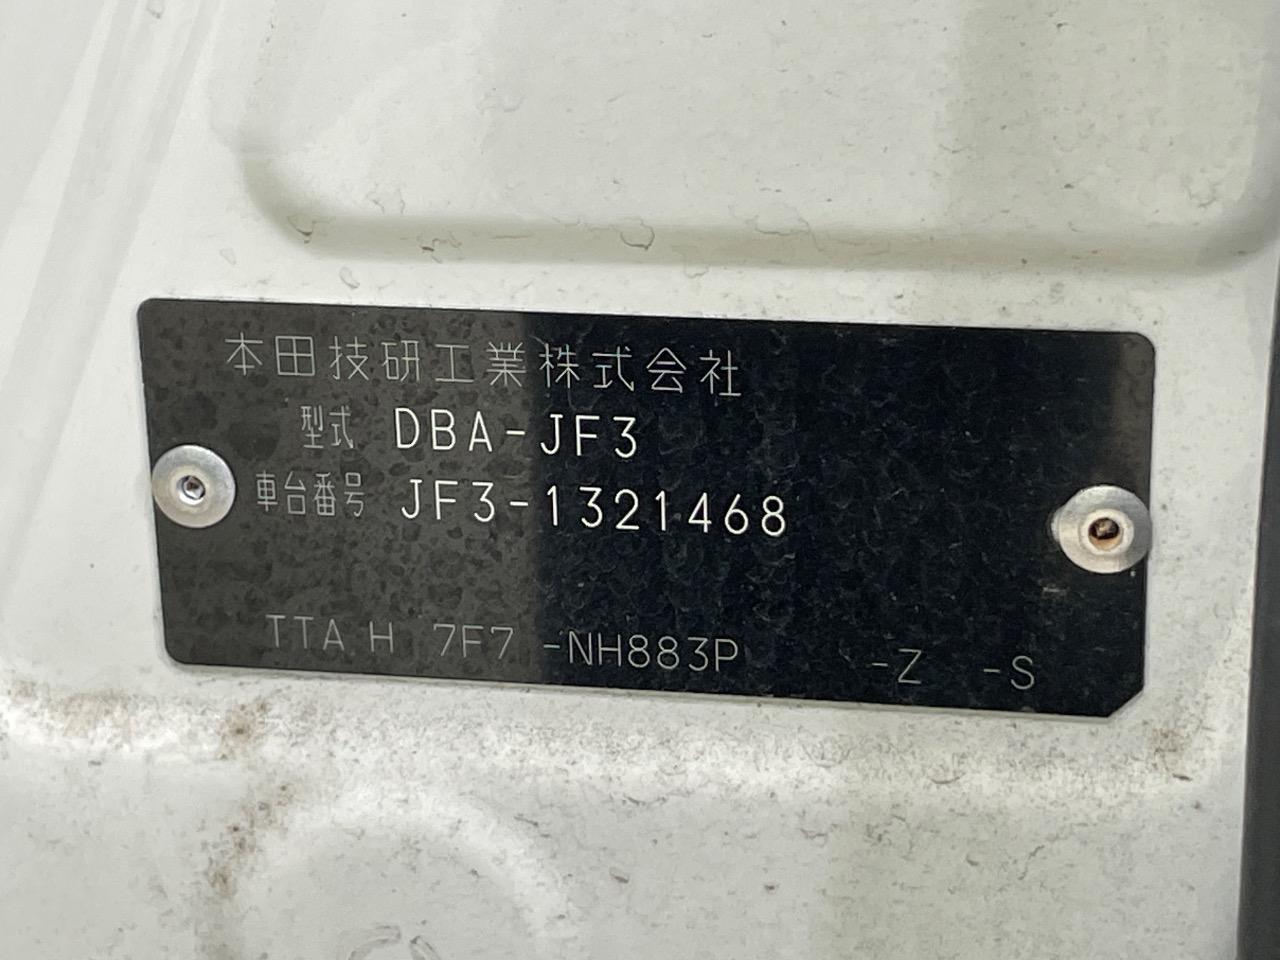 本田技研工業株式会社
型式 DBA-JF3
車台番号 JF3-1321468
TTA H 7F7 -NH883P -Z -S